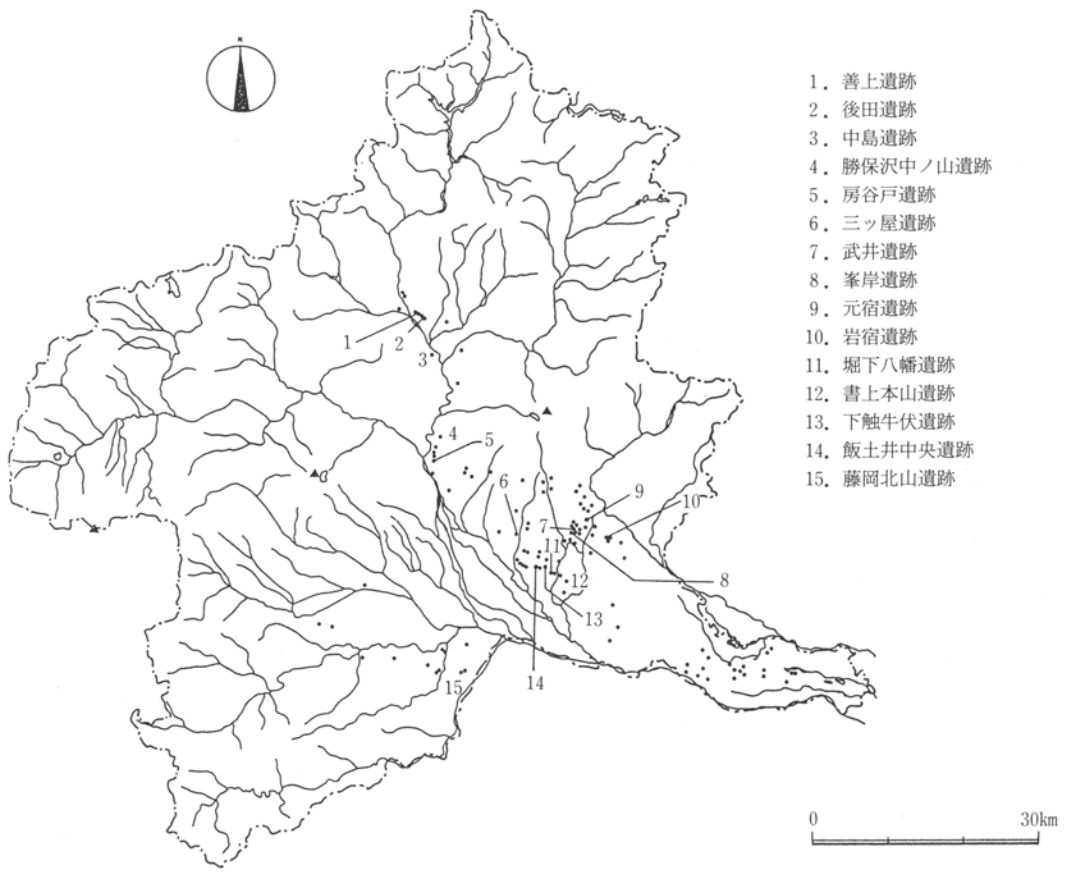 N
1．善上遺跡
2．後田遺跡
3．中島遺跡
4．勝保沢中ノ山遺跡
5．房谷戸遺跡
6．三ッ屋遺跡
7．武井遺跡
8．峯岸遺跡
9．元宿遺跡
10．岩宿遺跡
11．堀下八幡遺跡
12．書上本山遺跡
13．下触牛伏遺跡
14．飯土井中央遺跡
15．藤岡北山遺跡
1
2
3
4
5
6
9
10
7
11
8
12
13
14
15
0 30km